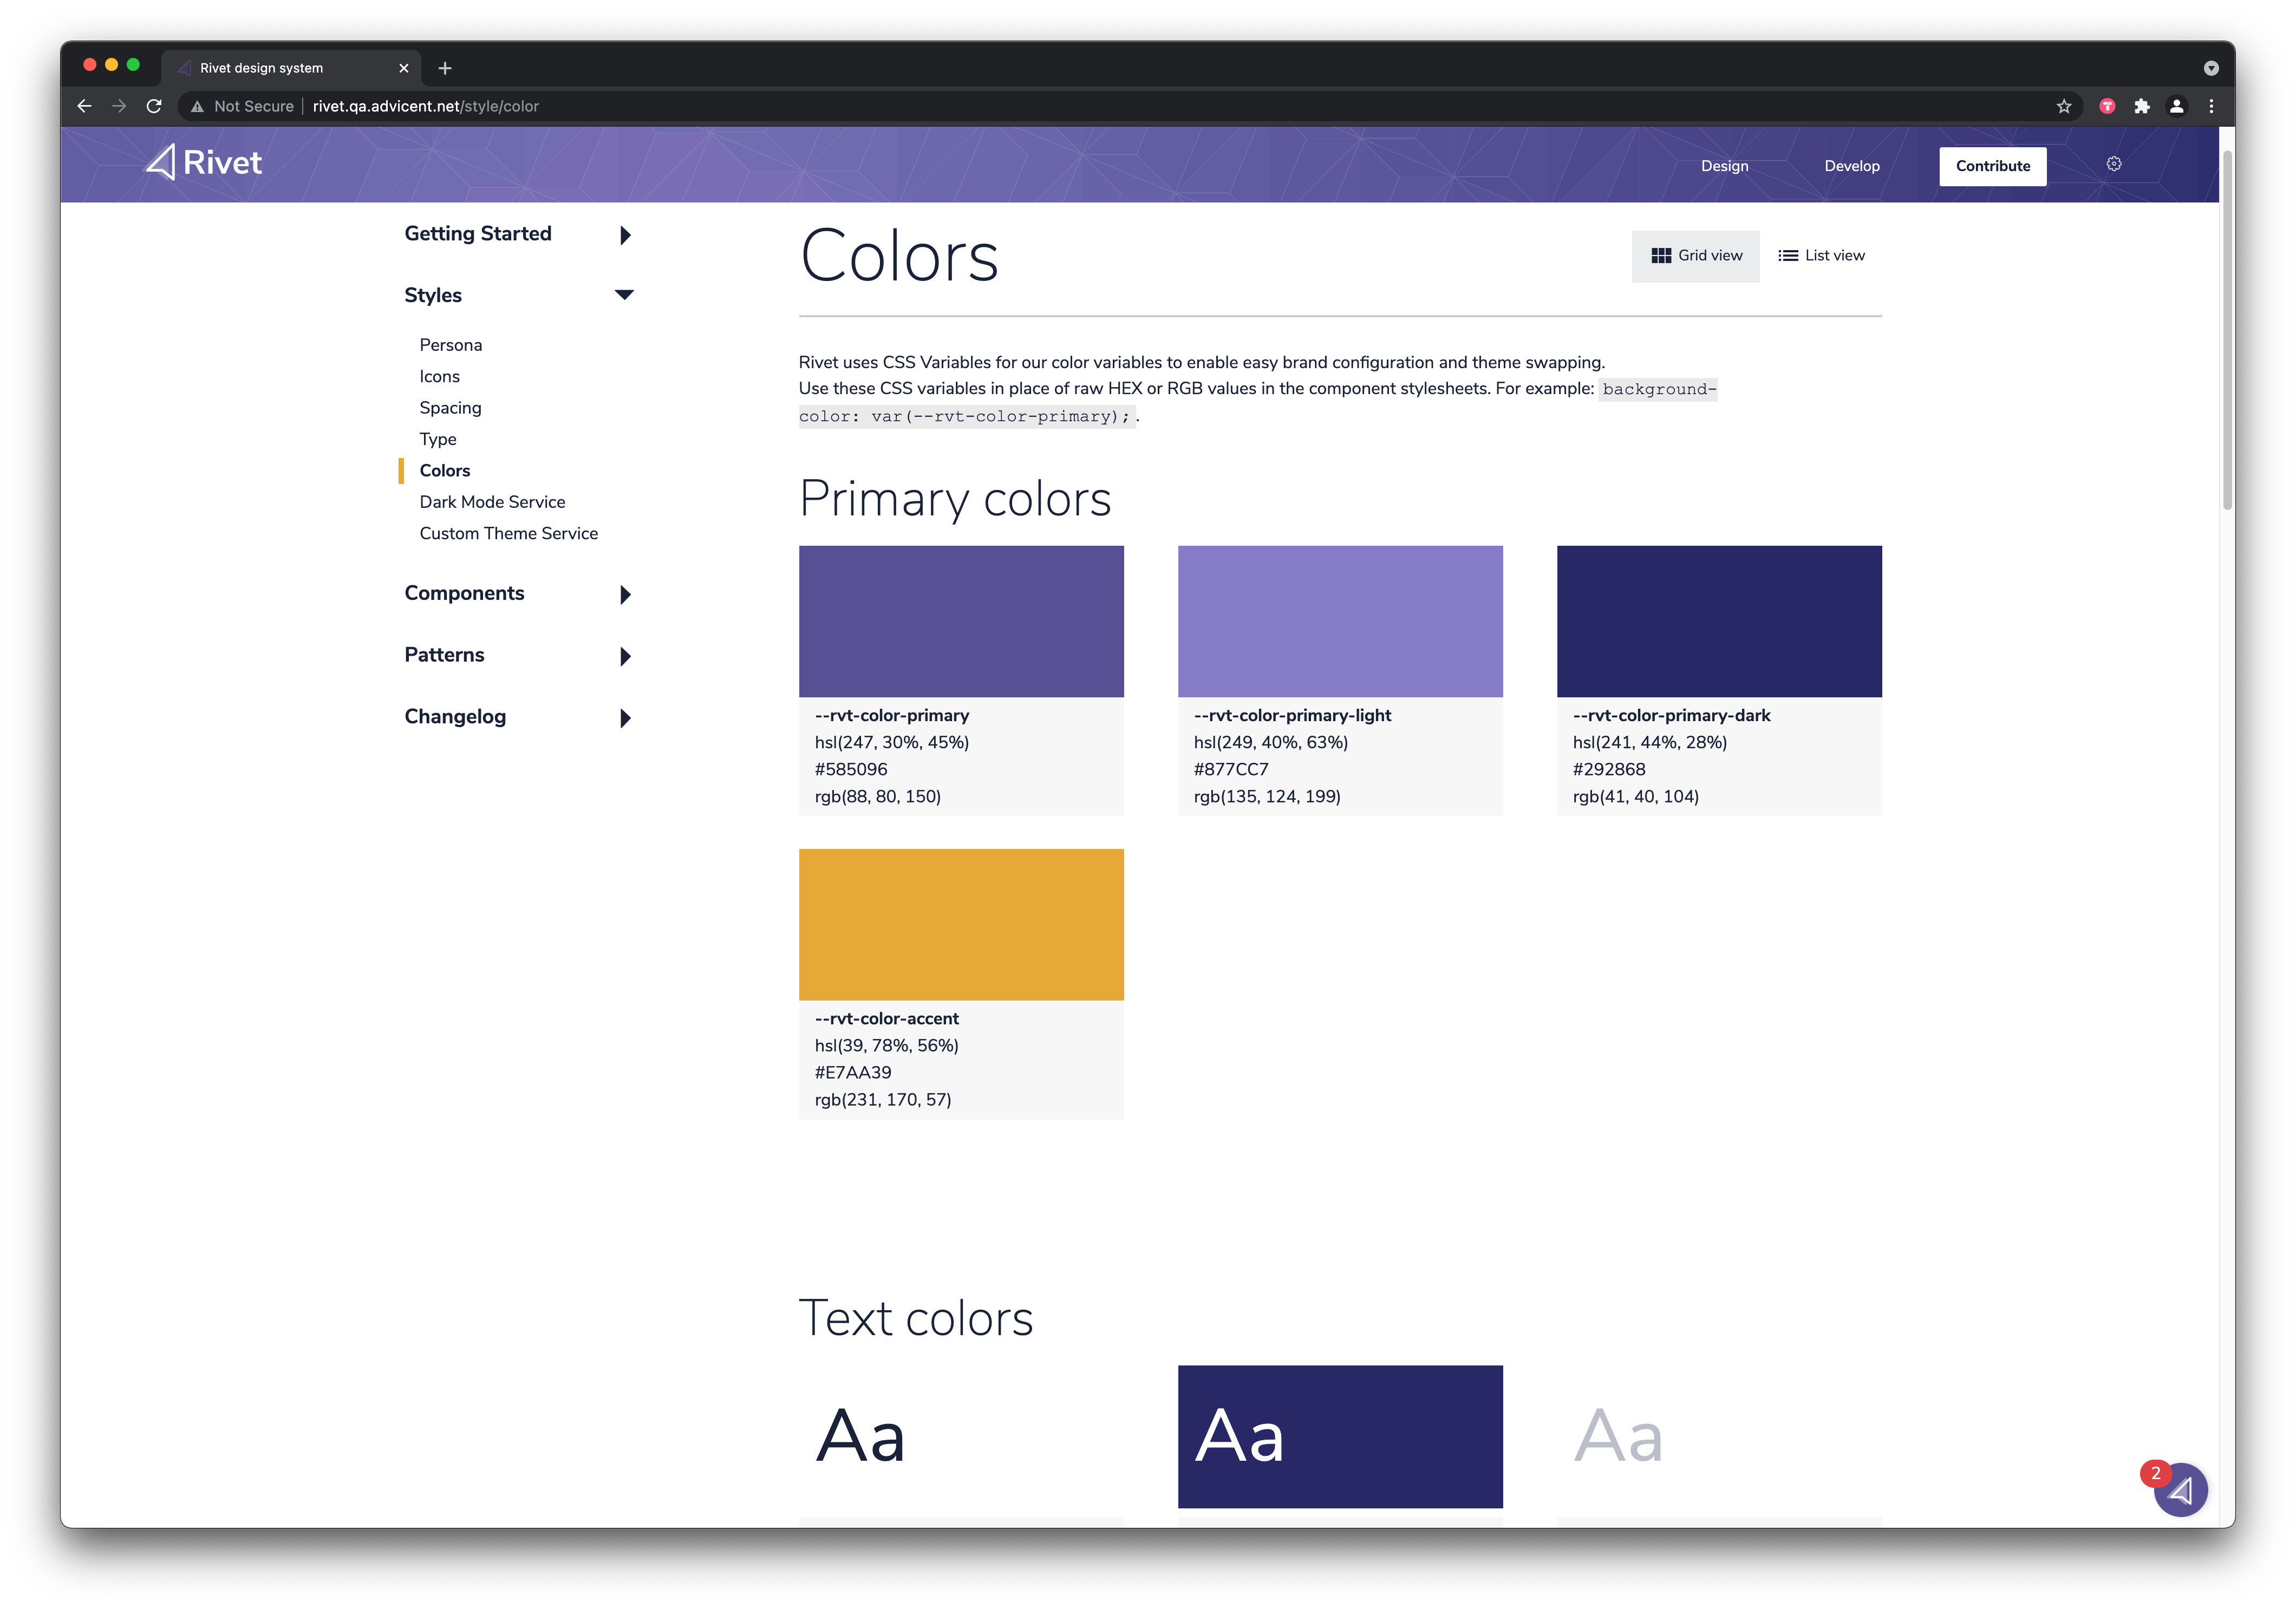 Rivet design system
Not Secure
rivet.qa.advicent.net/style/color
Rivet
Design
Develop
Contribute
Getting Started
Styles
Persona
Icons
Spacing
Type
Colors
Dark Mode Service
Custom Theme Service
Components
Patterns
Changelog
Colors
Grid view
List view
Rivet uses CSS Variables for our color variables to enable easy brand configuration and theme swapping.
Use these CSS variables in place of raw HEX or RGB values in the component stylesheets. For example: background-
color: var(--rvt-color-primary); .
Primary colors
--rvt-color-primary
hsl(247, 30%, 45%)
#585096
rgb(88, 80, 150)
--rvt-color-primary-light
hsl(249, 40%, 63%)
#877CC7
rgb(135, 124, 199)
--rvt-color-primary-dark
hsl(241, 44%, 28%)
#292868
rgb(41, 40, 104)
--rvt-color-accent
hsl(39, 78%, 56%)
#E7AA39
rgb(231, 170, 57)
Text colors
Aa
Aa
Aa
2